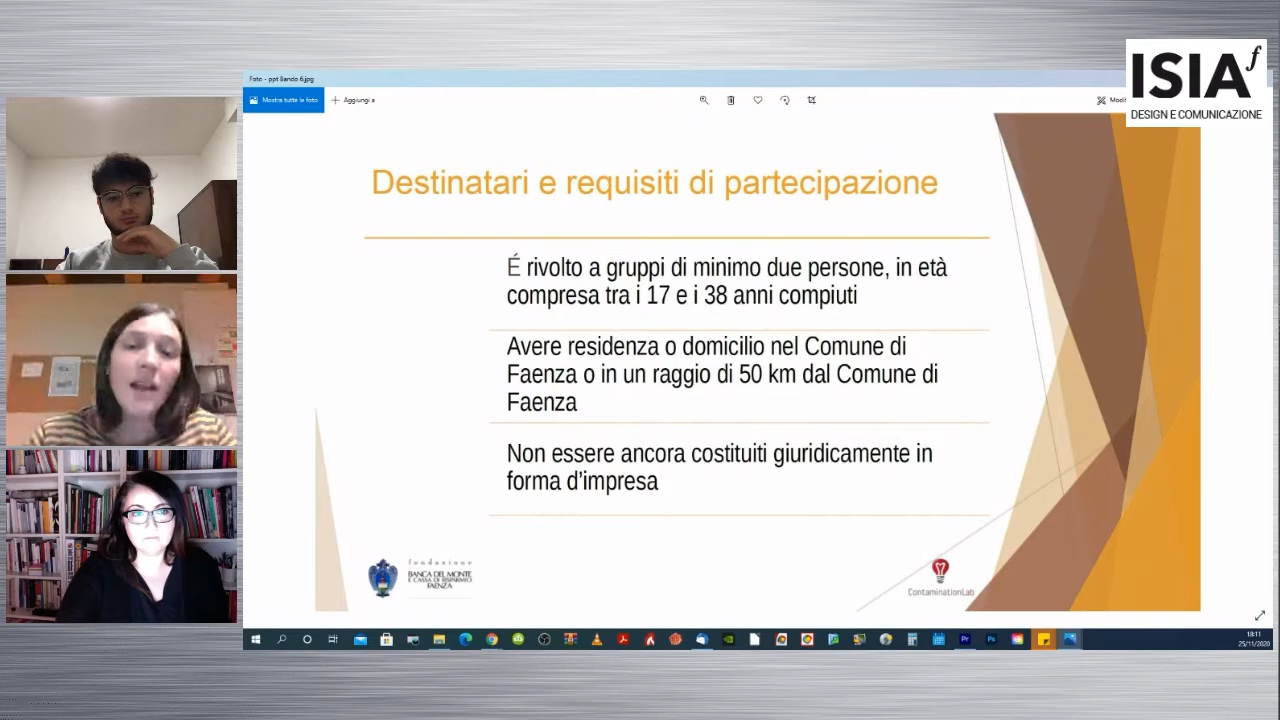 ISIA f
DESIGN E COMUNICAZIONE
Foto - ppt Bando 6.jpg
Mostra tutte le foto
Aggiungi a
Destinatari e requisiti di partecipazione
É rivolto a gruppi di minimo due persone, in età
compresa tra i 17 e i 38 anni compiuti
Avere residenza o domicilio nel Comune di
Faenza o in un raggio di 50 km dal Comune di
Faenza
Non essere ancora costituiti giuridicamente in
forma d'impresa
fondazione
BANCA DEL MONTE
E CASSA DI RISPARMIO
FAENZA
ContaminationLab
18:11
25/11/2020